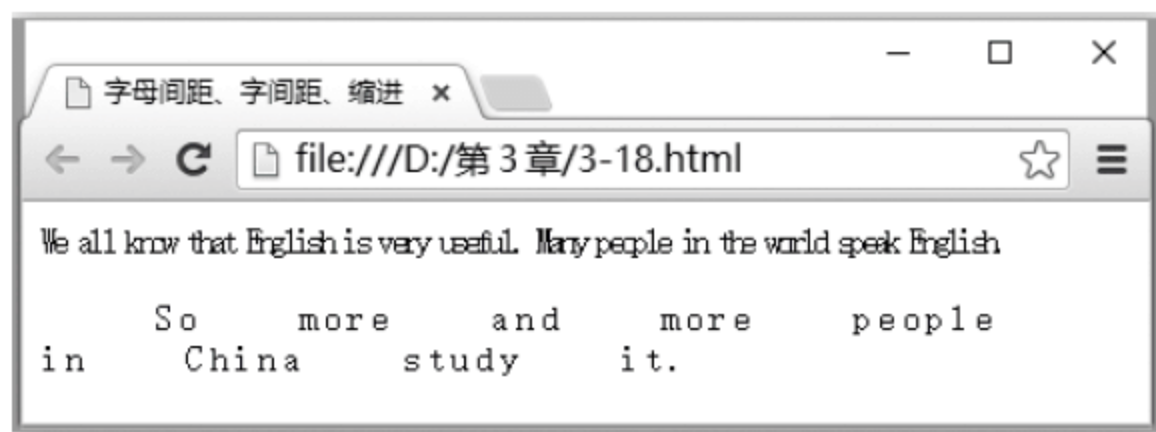 字母间距、字间距、缩进
file:///D:/第 3 章/3-18.html
We all know that English is very useful. Many people in the world speak English.
So more and more people
in China study it.